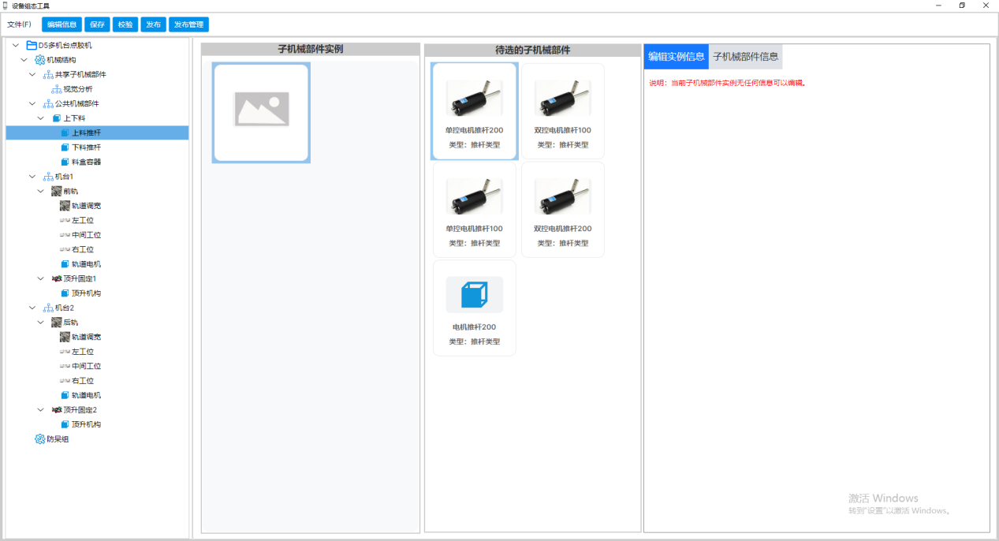 设备组态工具
文件(F) 编辑信息 保存 校验 发布 发布管理
D5多机台点胶机
机械结构
共享子机械部件
视觉分析
公共机械部件
上下料
上料推杆
下料推杆
料盒容器
机台1
前轨
轨道调宽
左工位
中间工位
右工位
轨道电机
顶升固定1
顶升机构
机台2
后轨
轨道调宽
左工位
中间工位
右工位
轨道电机
顶升固定2
顶升机构
防呆组
子机械部件实例
待选的子机械部件
单控电机推杆200
类型：推杆类型
双控电机推杆100
类型：推杆类型
单控电机推杆100
类型：推杆类型
双控电机推杆200
类型：推杆类型
电机推杆200
类型：推杆类型
编辑实例信息 子机械部件信息
说明：当前子机械部件实例无任何信息可以编辑。
激活 Windows
转到"设置"以激活 Windows。